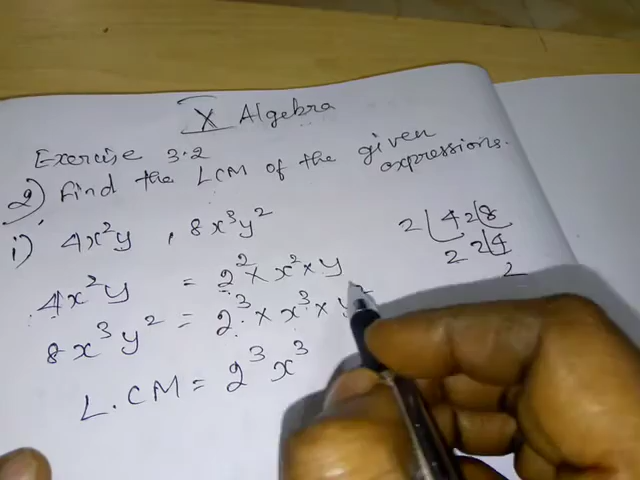 X Algebra
Exercise 3.2
2) Find the LCM of the given expressions.
i) 4x²y , 8x³y²
4x²y = 2² × x² × y
8x³y² = 2³ × x³ ×
L.CM = 2³ x³
2 4 2 8
2 2 4
2